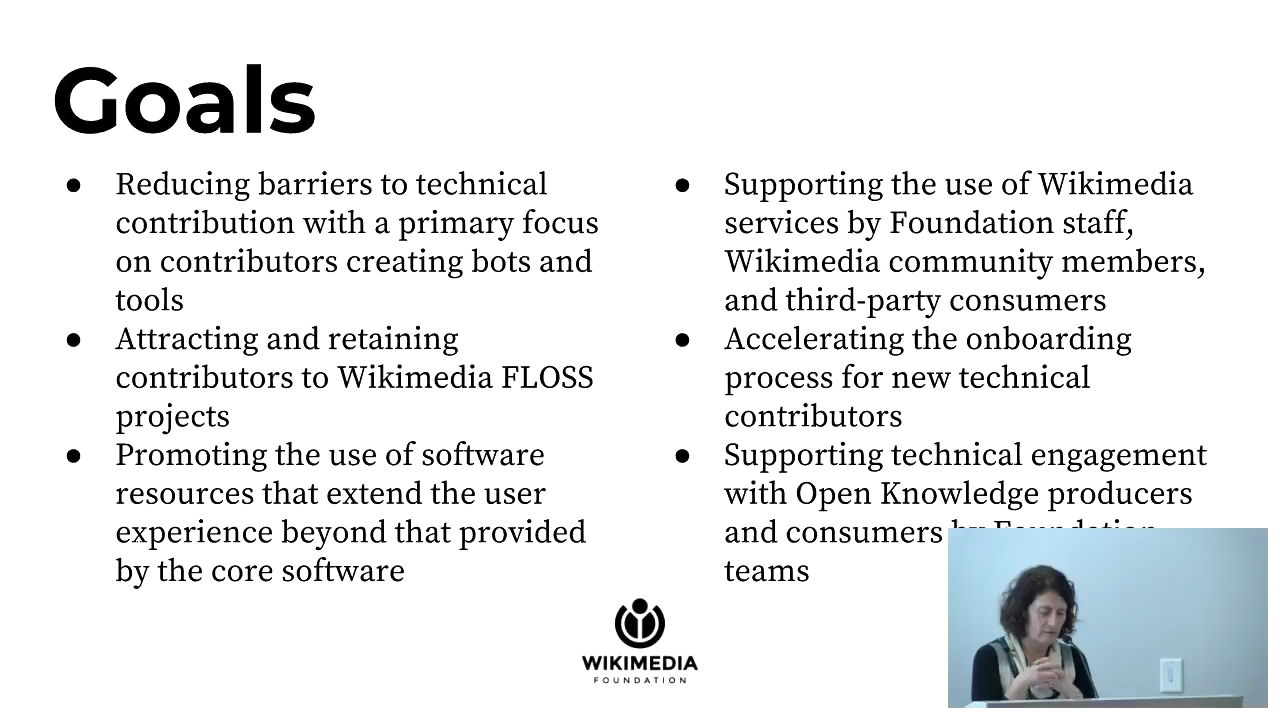 Goals
● Reducing barriers to technical
contribution with a primary focus
on contributors creating bots and
tools
● Attracting and retaining
contributors to Wikimedia FLOSS
projects
● Promoting the use of software
resources that extend the user
experience beyond that provided
by the core software
● Supporting the use of Wikimedia
services by Foundation staff,
Wikimedia community members,
and third-party consumers
● Accelerating the onboarding
process for new technical
contributors
● Supporting technical engagement
with Open Knowledge producers
and consumers by Foundation
teams
WIKIMEDIA
FOUNDATION